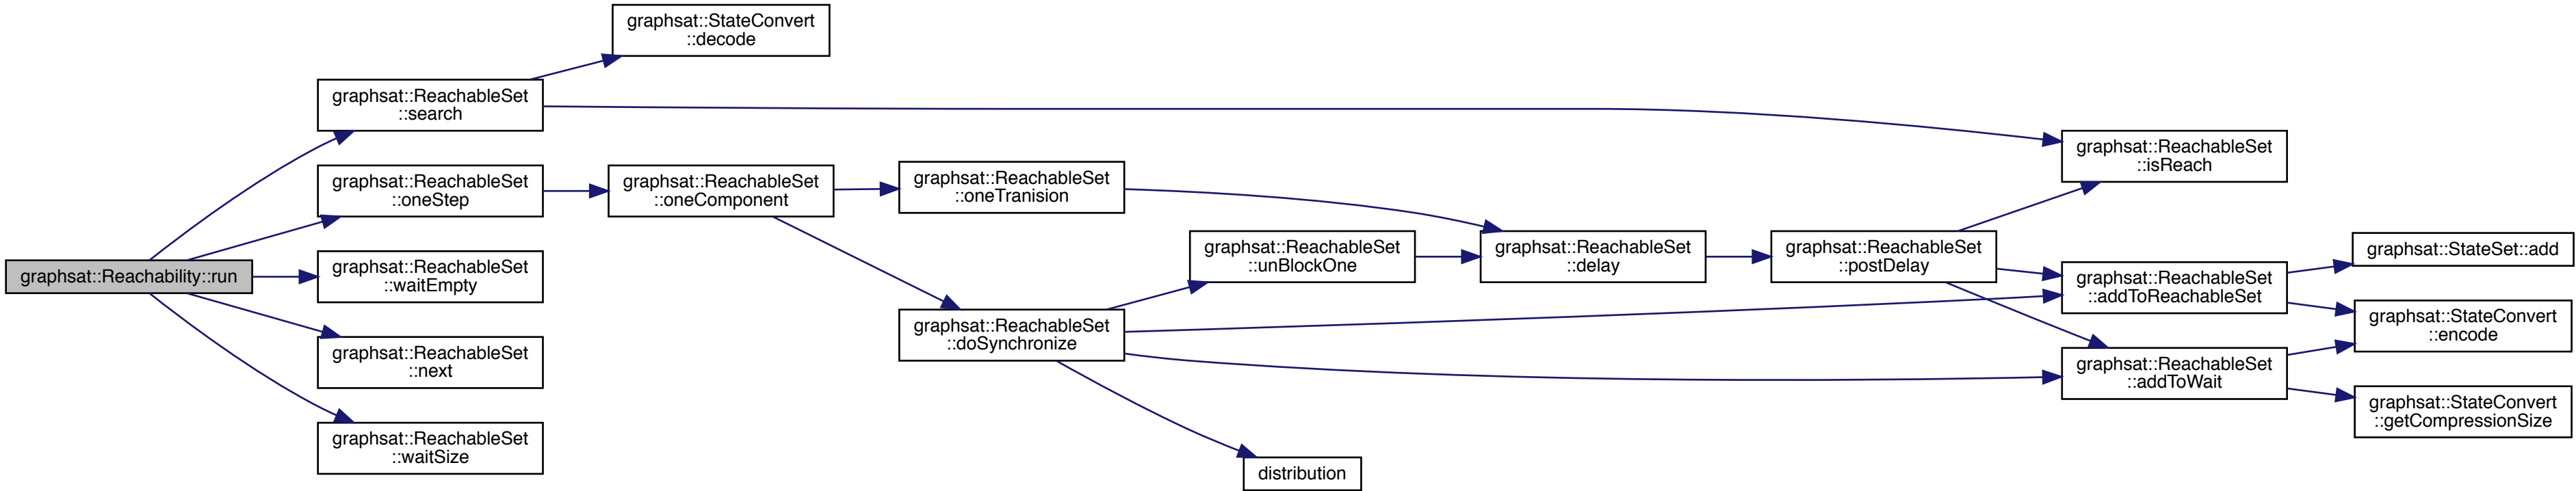 graphsat::StateConvert
::decode
graphsat::ReachableSet
::search
graphsat::ReachableSet
::isReach
graphsat::ReachableSet
::oneStep
graphsat::ReachableSet
::oneComponent
graphsat::ReachableSet
::oneTranision
graphsat::Reachability::run
graphsat::ReachableSet
::waitEmpty
graphsat::ReachableSet
::unBlockOne
graphsat::ReachableSet
::delay
graphsat::ReachableSet
::postDelay
graphsat::StateSet::add
graphsat::ReachableSet
::addToReachableSet
graphsat::StateConvert
::encode
graphsat::ReachableSet
::doSynchronize
graphsat::ReachableSet
::next
graphsat::ReachableSet
::addToWait
graphsat::StateConvert
::getCompressionSize
graphsat::ReachableSet
::waitSize
distribution